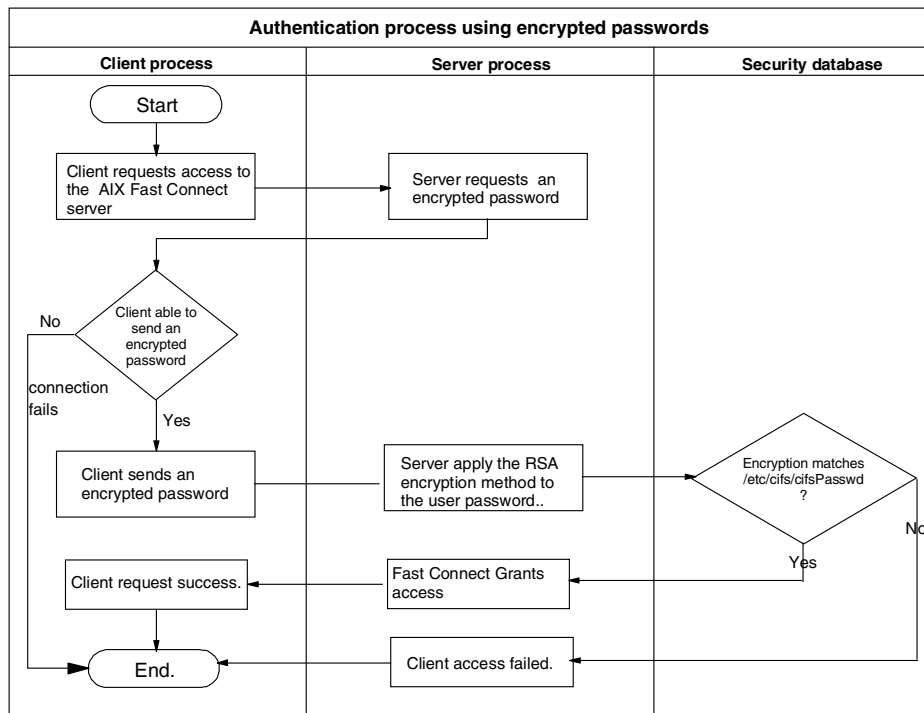 Authentication process using encrypted passwords
Client process
Server process
Security database
Start
Client requests access to
the AIX Fast Connect
server
Server requests an
encrypted password
Client able to
send an
encrypted
password
No
connection
fails
Yes
Client sends an
encrypted password
Server apply the RSA
encryption method to
the user password..
Encryption matches
/etc/cifs/cifsPasswd
?
No
Yes
Fast Connect Grants
access
Client request success.
Client access failed.
End.